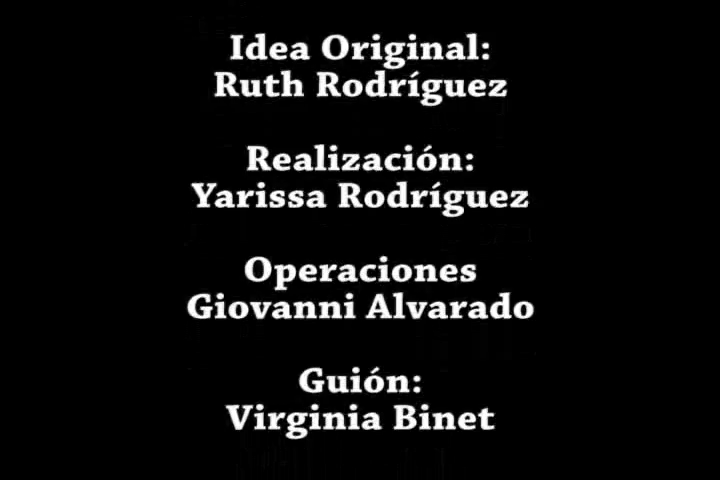 Idea Original:
Ruth Rodríguez
Realización:
Yarissa Rodríguez
Operaciones
Giovanni Alvarado
Guión:
Virginia Binet